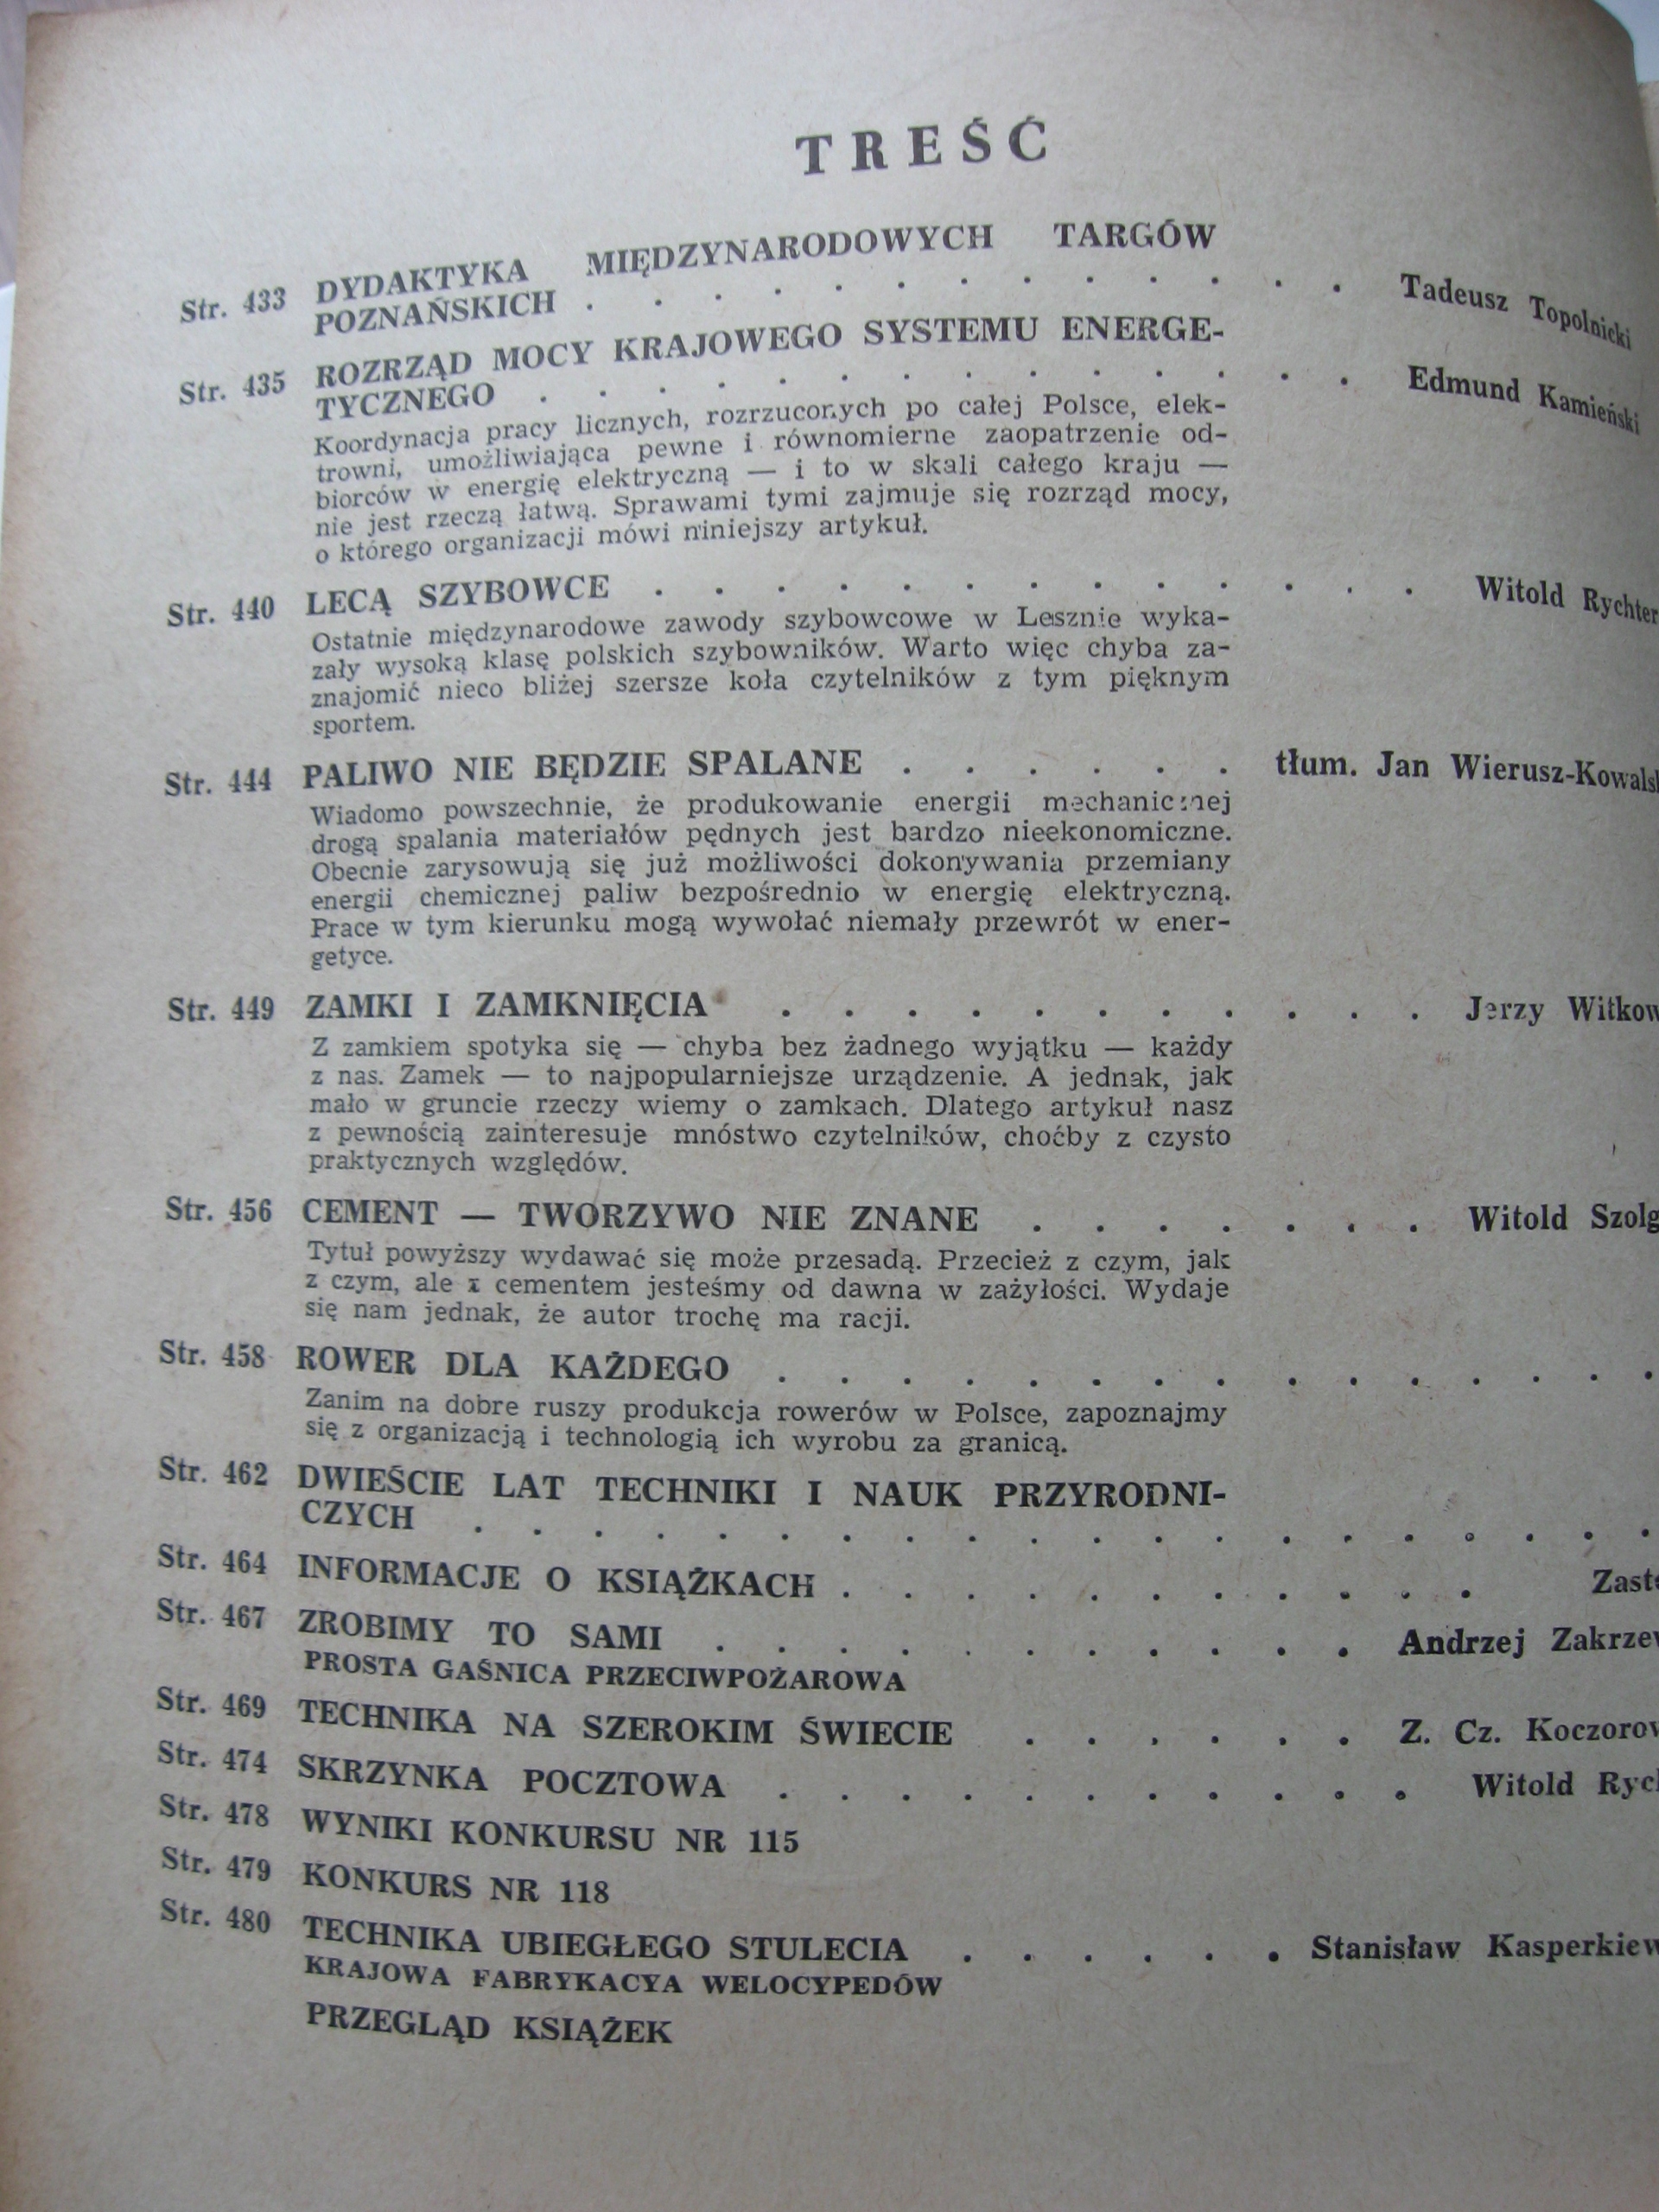 TREŚĆ
Str. 433 DYDAKTYKA MIĘDZYNARODOWYCH TARGÓW
POZNAŃSKICH . . . . . . . . . . . . . Tadeusz Topolnicki
Str. 435 ROZRZĄD MOCY KRAJOWEGO SYSTEMU ENERGE-
TYCZNEGO . . . . . . . . . . . . . . Edmund Kamieński
Koordynacja pracy licznych, rozrzuconych po całej Polsce, elek-
trowni, umożliwiająca pewne i równomierne zaopatrzenie od-
biorców w energię elektryczną — i to w skali całego kraju —
nie jest rzeczą łatwą. Sprawami tymi zajmuje się rozrząd mocy,
o którego organizacji mówi niniejszy artykuł.
Str. 440 LECĄ SZYBOWCE . . . . . . . . . . . . . Witold Rychter
Ostatnie międzynarodowe zawody szybowcowe w Lesznie wyka-
zały wysoką klasę polskich szybowników. Warto więc chyba za-
znajomić nieco bliżej szersze koła czytelników z tym pięknym
sportem.
Str. 444 PALIWO NIE BĘDZIE SPALANE . . . . . . tłum. Jan Wierusz-Kowals
Wiadomo powszechnie, że produkowanie energii mechanicznej
drogą spalania materiałów pędnych jest bardzo nieekonomiczne.
Obecnie zarysowują się już możliwości dokonywania przemiany
energii chemicznej paliw bezpośrednio w energię elektryczną.
Prace w tym kierunku mogą wywołać niemały przewrót w ener-
getyce.
Str. 449 ZAMKI I ZAMKNIĘCIA . . . . . . . . . . . Jerzy Witkow
Z zamkiem spotyka się — chyba bez żadnego wyjątku — każdy
z nas. Zamek — to najpopularniejsze urządzenie. A jednak, jak
mało w gruncie rzeczy wiemy o zamkach. Dlatego artykuł nasz
z pewnością zainteresuje mnóstwo czytelników, choćby z czysto
praktycznych względów.
Str. 456 CEMENT — TWORZYWO NIE ZNANE . . . . . . . Witold Szolg
Tytuł powyższy wydawać się może przesadą. Przecież z czym, jak
z czym, ale z cementem jesteśmy od dawna w zażyłości. Wydaje
się nam jednak, że autor trochę ma racji.
Str. 458 ROWER DLA KAŻDEGO . . . . . . . . . . . . . . .
Zanim na dobre ruszy produkcja rowerów w Polsce, zapoznajmy
się z organizacją i technologią ich wyrobu za granicą.
Str. 462 DWIEŚCIE LAT TECHNIKI I NAUK PRZYRODNI-
CZYCH . . . . . . . . . . . . . . . . . . . .
Str. 464 INFORMACJE O KSIĄŻKACH . . . . . . . . . . . Zast
Str. 467 ZROBIMY TO SAMI . . . . . . . . . . . Andrzej Zakrzew
PROSTA GAŚNICA PRZECIWPOŻAROWA
Str. 469 TECHNIKA NA SZEROKIM ŚWIECIE . . . . . . Z. Cz. Koczorow
Str. 474 SKRZYNKA POCZTOWA . . . . . . . . . . . Witold Rych
Str. 478 WYNIKI KONKURSU NR 115
Str. 479 KONKURS NR 118
Str. 480 TECHNIKA UBIEGŁEGO STULECIA . . . . . . Stanisław Kasperkiew
KRAJOWA FABRYKACYA WELOCYPEDÓW
PRZEGLĄD KSIĄŻEK